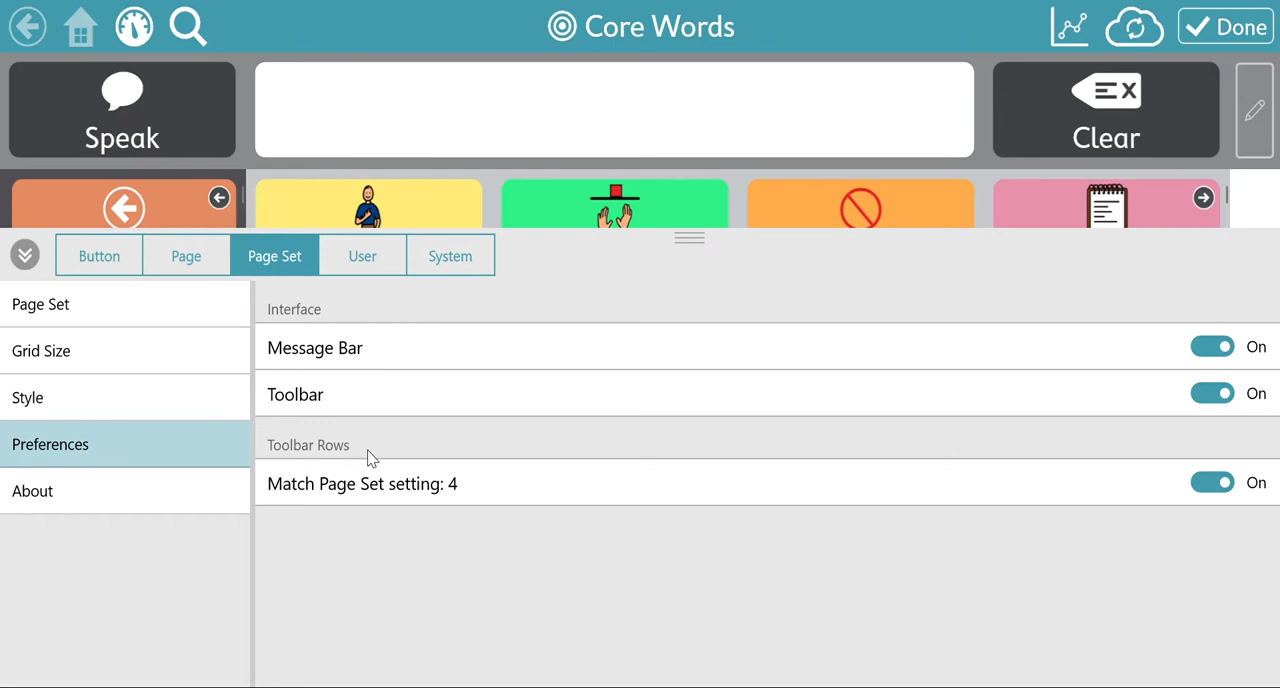 Core Words
Done
Speak
Clear
Button
Page
Page Set
User
System
Page Set
Grid Size
Style
Preferences
About
Interface
Message Bar
On
Toolbar
On
Toolbar Rows
Match Page Set setting: 4
On